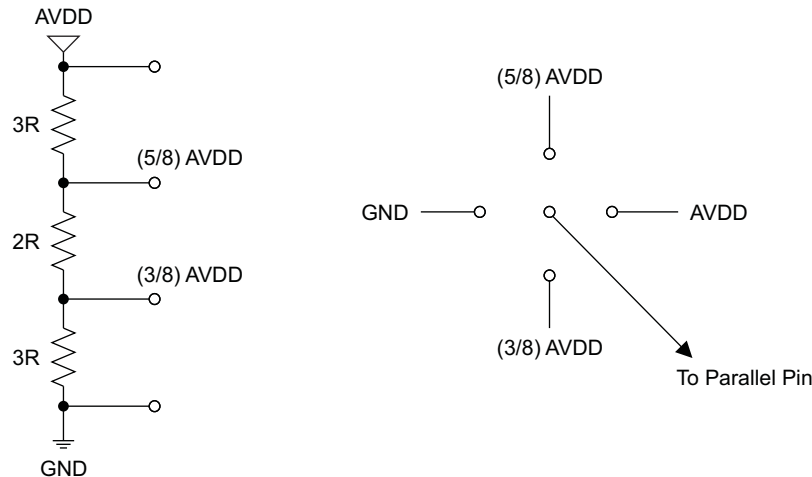 AVDD
3R
(5/8) AVDD
2R
(3/8) AVDD
3R
GND
(5/8) AVDD
GND
AVDD
(3/8) AVDD
To Parallel Pin